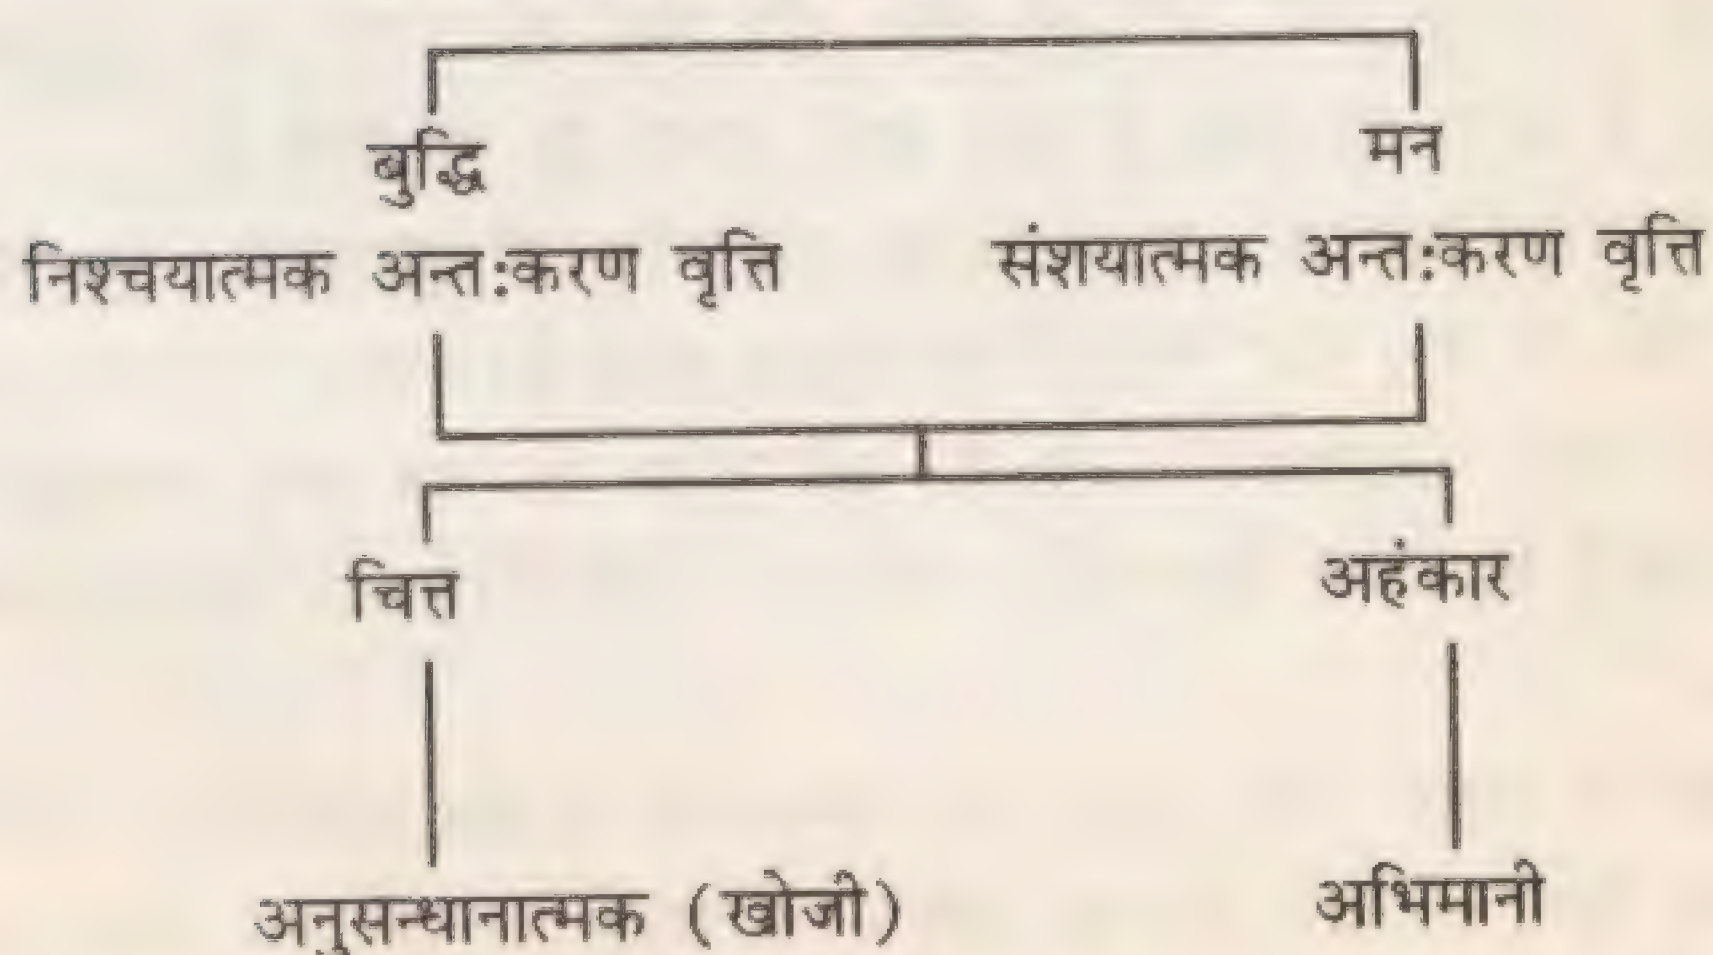 बुद्धि मन
निश्चयात्मक अन्त:करण वृत्ति संशयात्मक अन्त:करण वृत्ति
चित्त अहंकार
अनुसन्धानात्मक (खोजी) अभिमानी